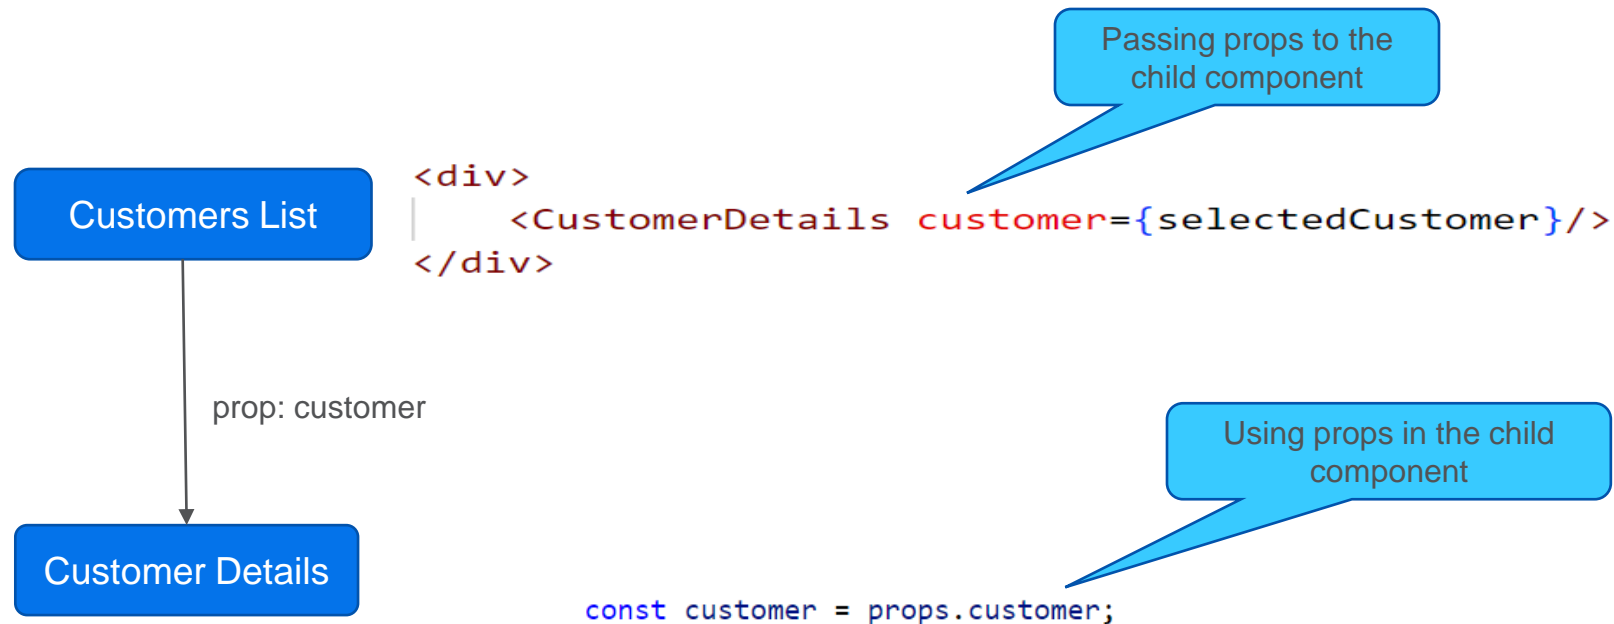 Passing props to the
child component
Customers List
<div>
<CustomerDetails customer={selectedCustomer}/>
</div>
prop: customer
Using props in the child
component
Customer Details
const customer = props.customer;